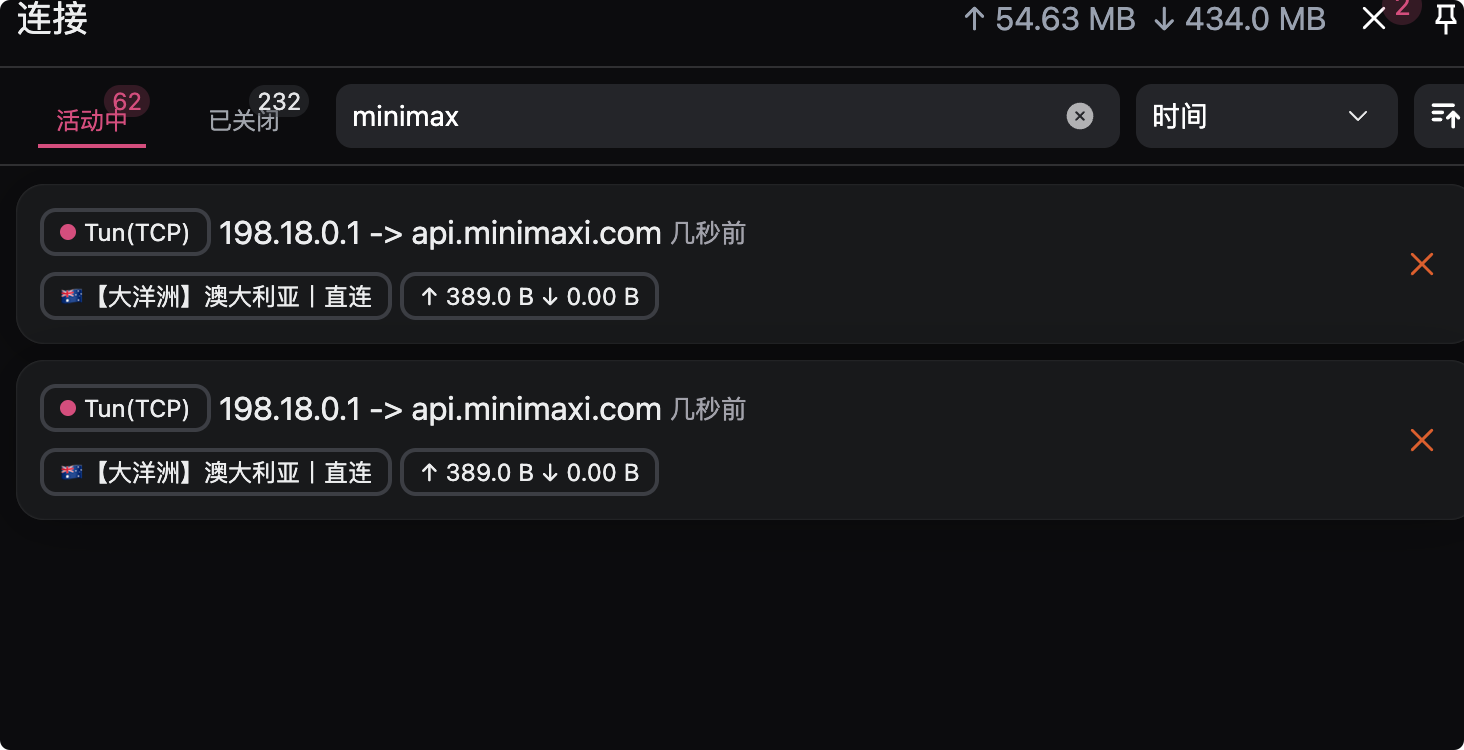 连接 ↑ 54.63 MB ↓ 434.0 MB 2
活动中 62 已关闭 232 minimax 时间
Tun(TCP) 198.18.0.1 -> api.minimaxi.com 几秒前
【大洋洲】澳大利亚丨直连 ↑ 389.0 B ↓ 0.00 B
Tun(TCP) 198.18.0.1 -> api.minimaxi.com 几秒前
【大洋洲】澳大利亚丨直连 ↑ 389.0 B ↓ 0.00 B